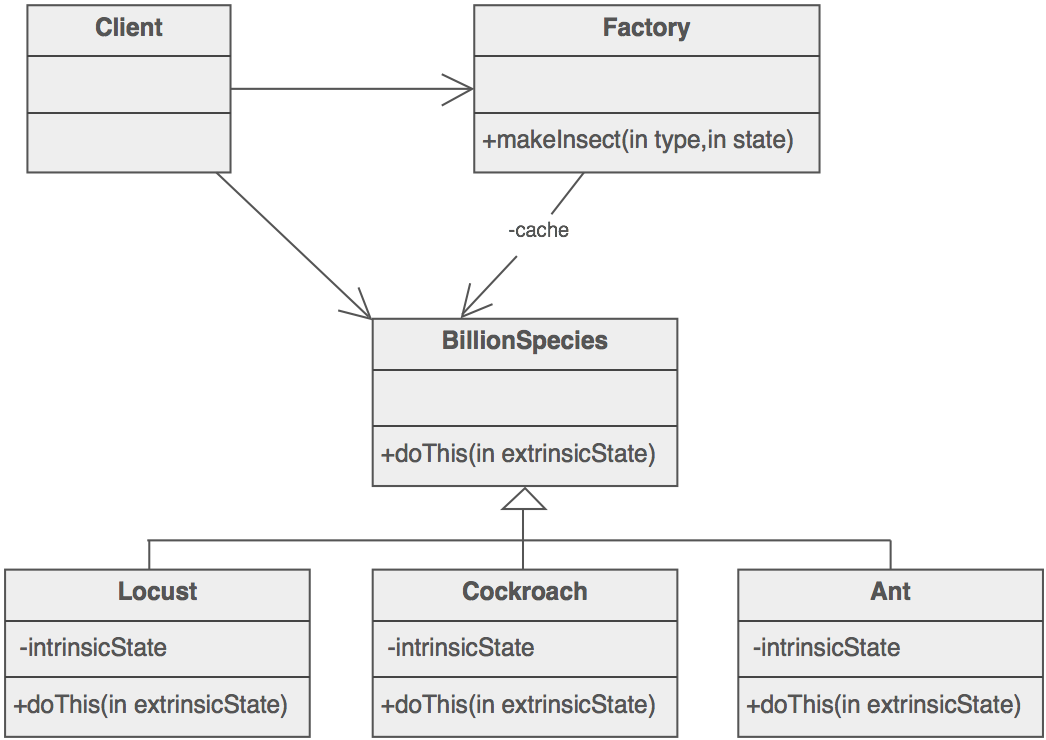 Client
Factory
+makeInsect(in type,in state)
-cache
BillionSpecies
+doThis(in extrinsicState)
Locust
-intrinsicState
+doThis(in extrinsicState)
Cockroach
-intrinsicState
+doThis(in extrinsicState)
Ant
-intrinsicState
+doThis(in extrinsicState)